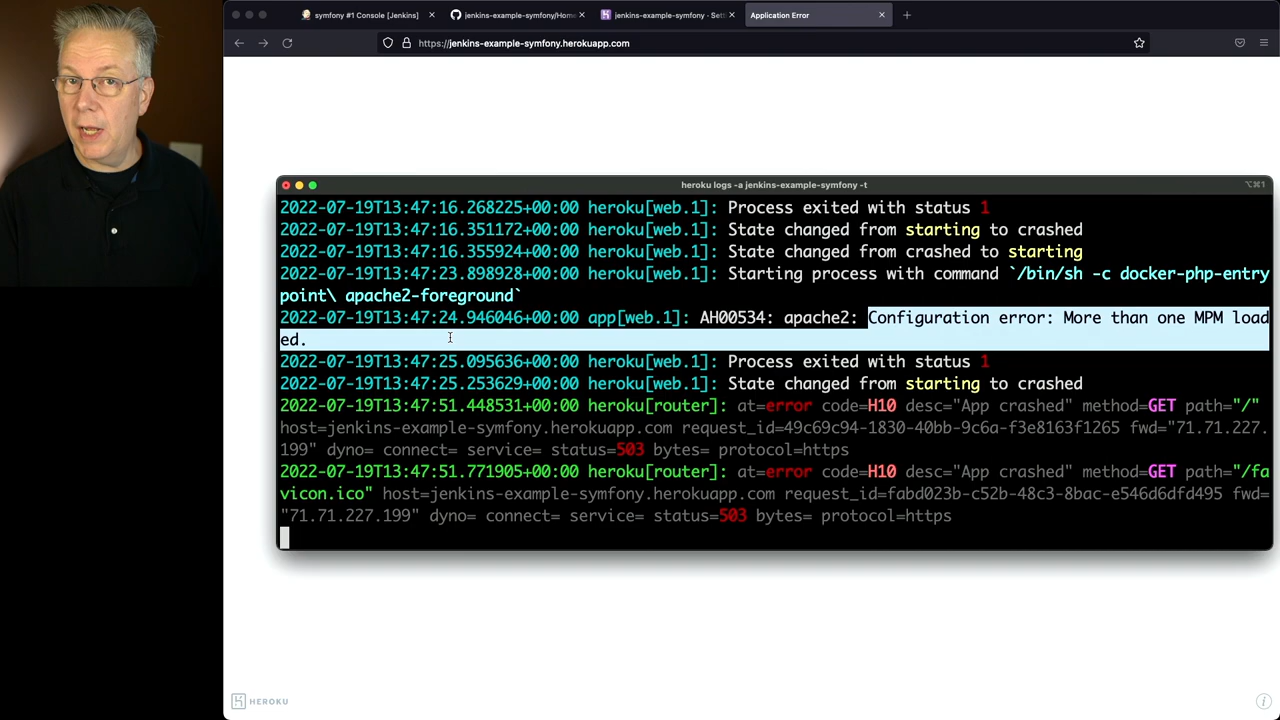 symfony #1 Console [Jenkins]
jenkins-example-symfony/Home
jenkins-example-symfony · Sett
Application Error
https://jenkins-example-symfony.herokuapp.com
heroku logs -a jenkins-example-symfony -t
⌥⌘1
2022-07-19T13:47:16.268225+00:00 heroku[web.1]: Process exited with status 1
2022-07-19T13:47:16.351172+00:00 heroku[web.1]: State changed from starting to crashed
2022-07-19T13:47:16.355924+00:00 heroku[web.1]: State changed from crashed to starting
2022-07-19T13:47:23.898928+00:00 heroku[web.1]: Starting process with command `/bin/sh -c docker-php-entry
point\ apache2-foreground`
2022-07-19T13:47:24.946046+00:00 app[web.1]: AH00534: apache2: Configuration error: More than one MPM load
ed.
2022-07-19T13:47:25.095636+00:00 heroku[web.1]: Process exited with status 1
2022-07-19T13:47:25.253629+00:00 heroku[web.1]: State changed from starting to crashed
2022-07-19T13:47:51.448531+00:00 heroku[router]: at=error code=H10 desc="App crashed" method=GET path="/"
host=jenkins-example-symfony.herokuapp.com request_id=49c69c94-1830-40bb-9c6a-f3e8163f1265 fwd="71.71.227.
199" dyno= connect= service= status=503 bytes= protocol=https
2022-07-19T13:47:51.771905+00:00 heroku[router]: at=error code=H10 desc="App crashed" method=GET path="/fa
vicon.ico" host=jenkins-example-symfony.herokuapp.com request_id=fabd023b-c52b-48c3-8bac-e546d6dfd495 fwd=
"71.71.227.199" dyno= connect= service= status=503 bytes= protocol=https
HEROKU